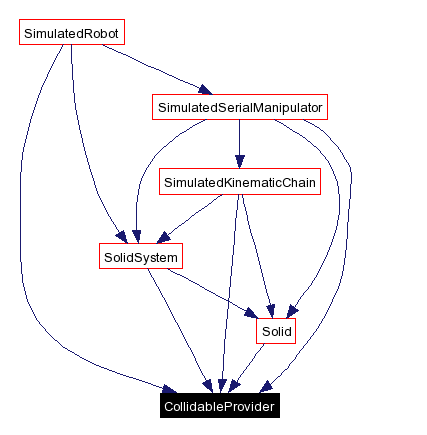 SimulatedRobot
SimulatedSerialManipulator
SimulatedKinematicChain
SolidSystem
Solid
CollidableProvider